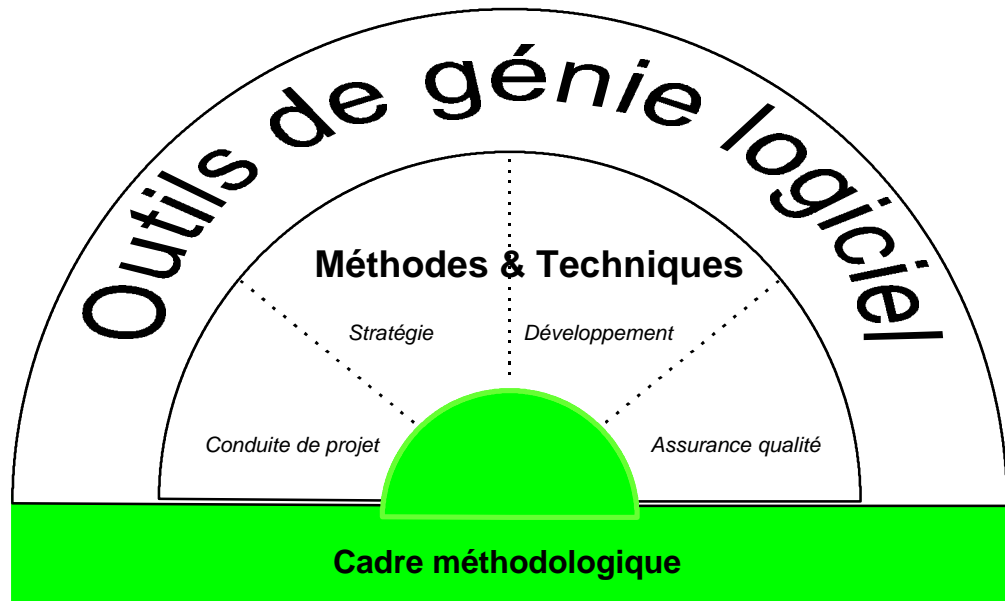 Outils de génie logiciel
Méthodes & Techniques
Stratégie
Développement
Conduite de projet
Assurance qualité
Cadre méthodologique